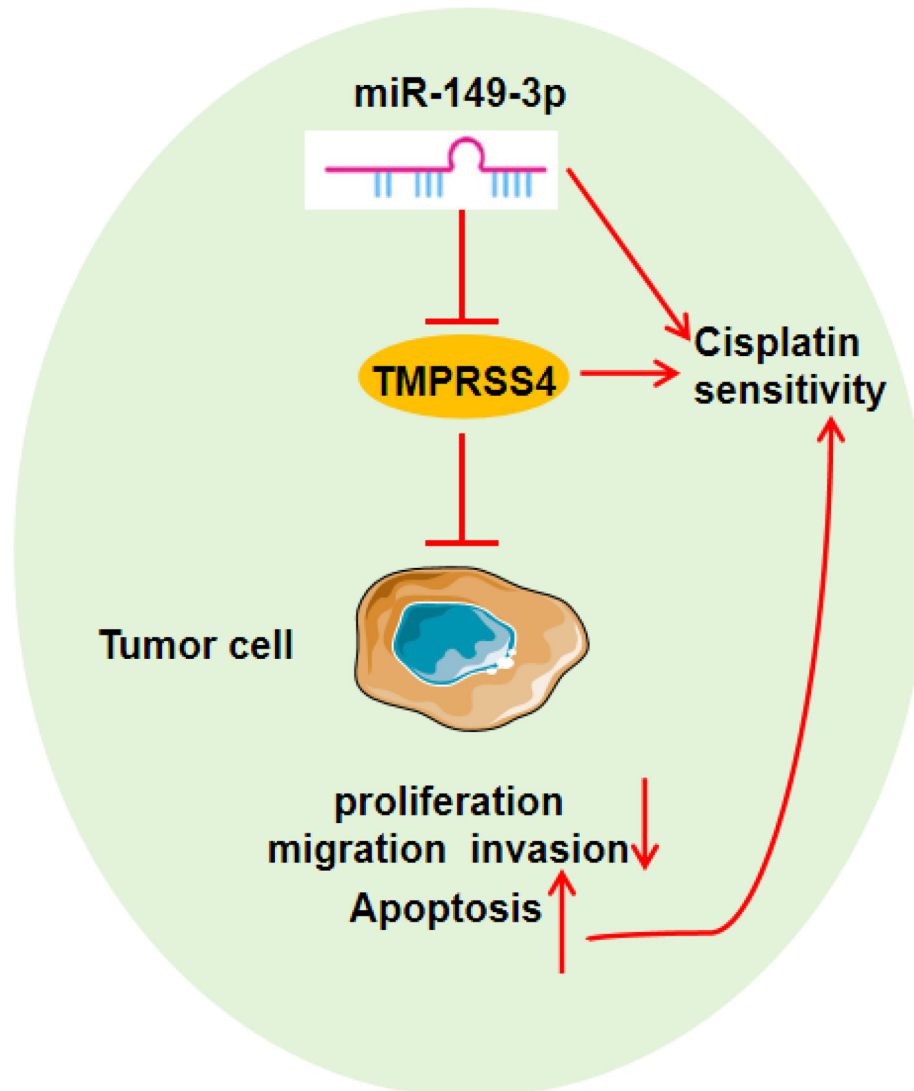 miR-149-3p
TMPRSS4
Cisplatin
sensitivity
Tumor cell
proliferation
migration invasion
Apoptosis